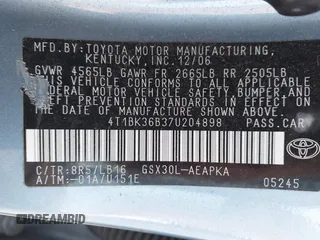 MFD. BY: TOYOTA MOTOR MANUFACTURING,
KENTUCKY, INC. 12/06
GVWR 4565LB GAWR FR 2665LB RR 2505LB
THIS VEHICLE CONFORMS TO ALL APPLICABLE
FEDERAL MOTOR VEHICLE SAFETY, BUMPER, AND
THEFT PREVENTION STANDARDS IN EFFECT ON
THE DATE OF MANUFACTURE SHOWN ABOVE.
4T1BK36B37U204898 PASS.CAR
C/TR: 8R5/LB16 GSX30L-AEAPKA
A/TM: -01A/U151E 05245
TOYOTA
DREAMBID